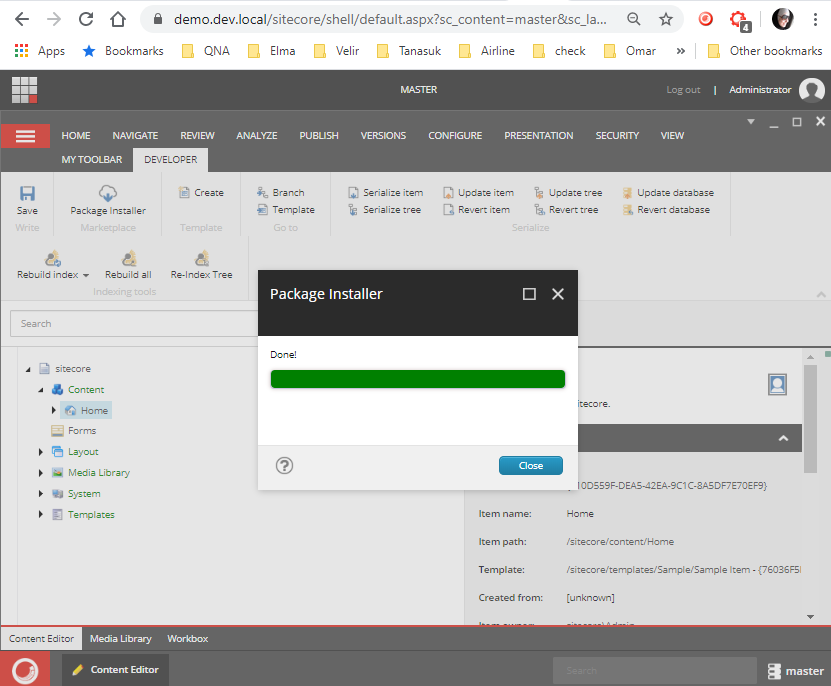 demo.dev.local/sitecore/shell/default.aspx?sc_content=master&sc_la...
4
Apps Bookmarks QNA Elma Velir Tanasuk Airline check Omar » Other bookmarks
MASTER Log out | Administrator
HOME NAVIGATE REVIEW ANALYZE PUBLISH VERSIONS CONFIGURE PRESENTATION SECURITY VIEW
MY TOOLBAR DEVELOPER
Create Branch Serialize item Update item Update tree Update database
Save Package Installer Template Serialize tree Revert item Revert tree Revert database
Write Marketplace Template Go to Serialize
Rebuild index Rebuild all Re-Index Tree
Indexing tools
Package Installer
Search
Done!
sitecore
Content
Home
itecore.
Forms
Layout
Media Library
System
Templates
? Close
10D559F-DEA5-42EA-9C1C-8A5DF7E70EF9}
Item name: Home
Item path: /sitecore/content/Home
Template: /sitecore/templates/Sample/Sample Item - {76036F5
Created from: [unknown]
Item owner: sitecore\Admin
Content Editor Media Library Workbox
Content Editor Search master